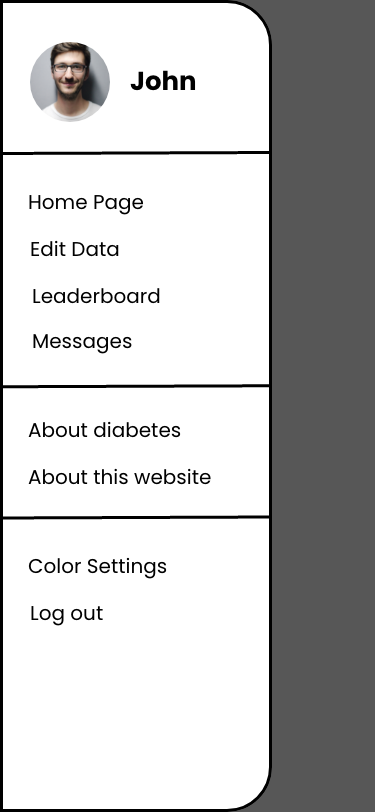 John
Home Page
Edit Data
Leaderboard
Messages
About diabetes
About this website
Color Settings
Log out